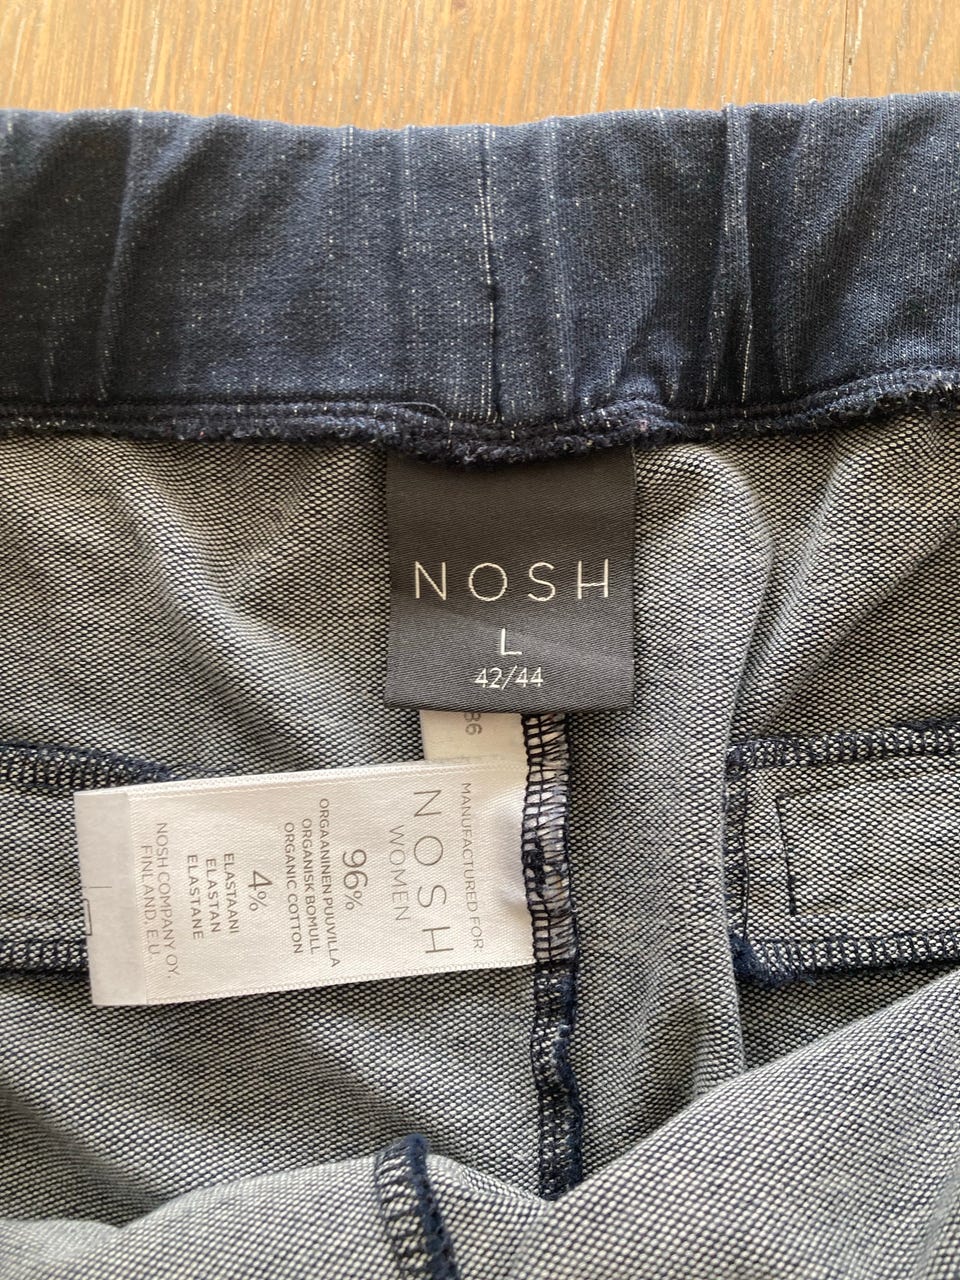 NOSH
L
42/44
86
MANUFACTURED FOR:
NOSH
WOMEN
96%
ORGAANINEN PUUVILLA
ORGANISK BOMULL
ORGANIC COTTON
4%
ELASTAANI
ELASTAN
ELASTANE
NOSH COMPANY OY,
FINLAND, E.U.